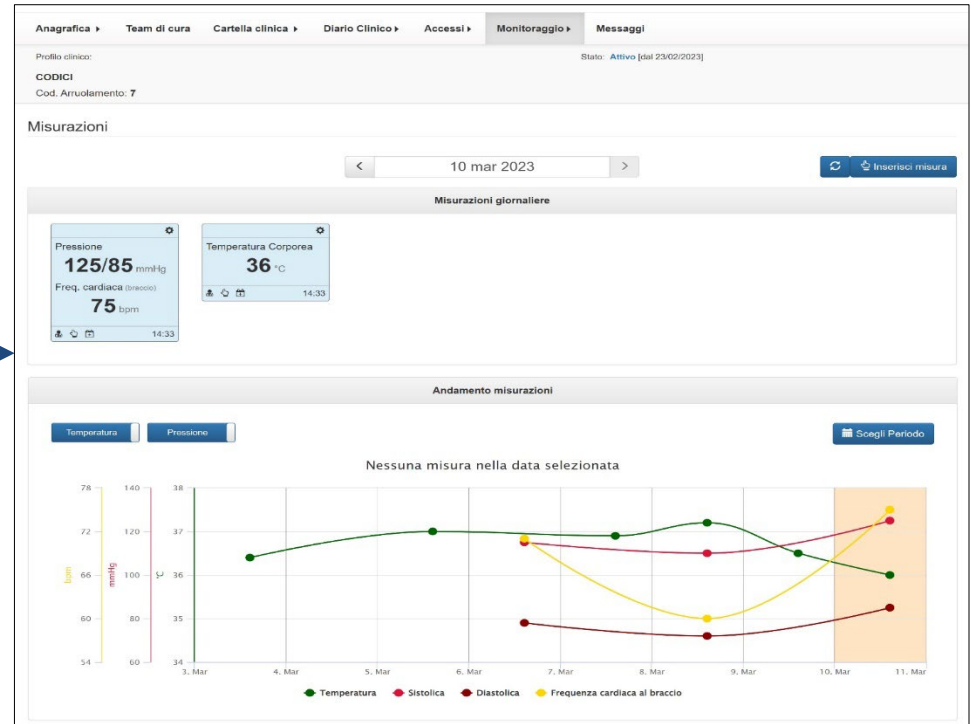 Anagrafica Team di cura Cartella clinica Diario Clinico Accessi Monitoraggio Messaggi
Profilo clinico: Stato: Attivo [dal 23/02/2023]
CODICI
Cod. Arruolamento: 7
Misurazioni
10 mar 2023 Inserisci misura
Misurazioni giornaliere
Pressione
125/85 mmHg
Freq. cardiaca (braccio)
75 bpm
14:33
Temperatura Corporea
36 °C
14:33
Andamento misurazioni
Temperatura Pressione Scegli Periodo
Nessuna misura nella data selezionata
78 140 38
72 120 37
66 100 36
60 80 35
54 60 34
bpm mmHg °C
3. Mar 4. Mar 5. Mar 6. Mar 7. Mar 8. Mar 9. Mar 10. Mar 11. Mar
Temperatura Sistolica Diastolica Frequenza cardiaca al braccio